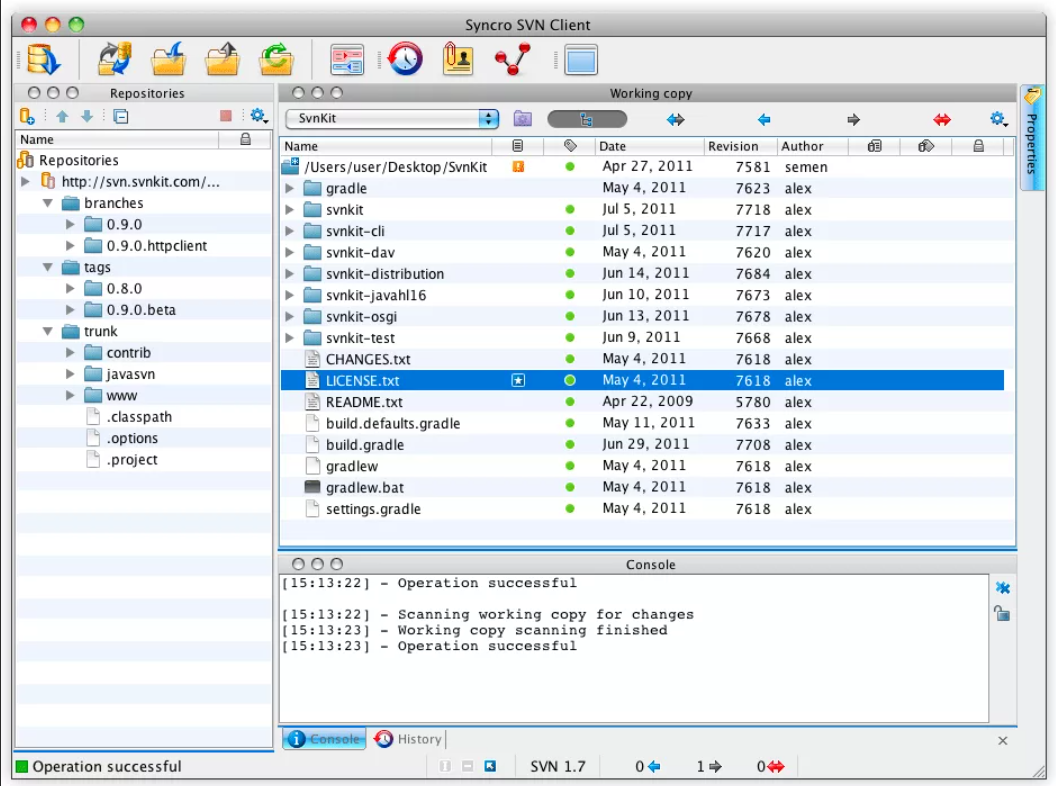 Syncro SVN Client
Repositories
Name
Repositories
http://svn.svnkit.com/...
branches
0.9.0
0.9.0.httpclient
tags
0.8.0
0.9.0.beta
trunk
contrib
javasvn
www
.classpath
.options
.project
Working copy
SvnKit
Name Date Revision Author
/Users/user/Desktop/SvnKit Apr 27, 2011 7581 semen
gradle May 4, 2011 7623 alex
svnkit Jul 5, 2011 7718 alex
svnkit-cli Jul 5, 2011 7717 alex
svnkit-dav May 4, 2011 7620 alex
svnkit-distribution Jun 14, 2011 7684 alex
svnkit-javahl16 Jun 10, 2011 7673 alex
svnkit-osgi Jun 13, 2011 7678 alex
svnkit-test Jun 9, 2011 7668 alex
CHANGES.txt May 4, 2011 7618 alex
LICENSE.txt May 4, 2011 7618 alex
README.txt Apr 22, 2009 5780 alex
build.defaults.gradle May 11, 2011 7633 alex
build.gradle Jun 29, 2011 7708 alex
gradlew May 4, 2011 7618 alex
gradlew.bat May 4, 2011 7618 alex
settings.gradle May 4, 2011 7618 alex
Properties
Console
[15:13:22] - Operation successful
[15:13:22] - Scanning working copy for changes
[15:13:23] - Working copy scanning finished
[15:13:23] - Operation successful
Console History
Operation successful SVN 1.7 0 1 0